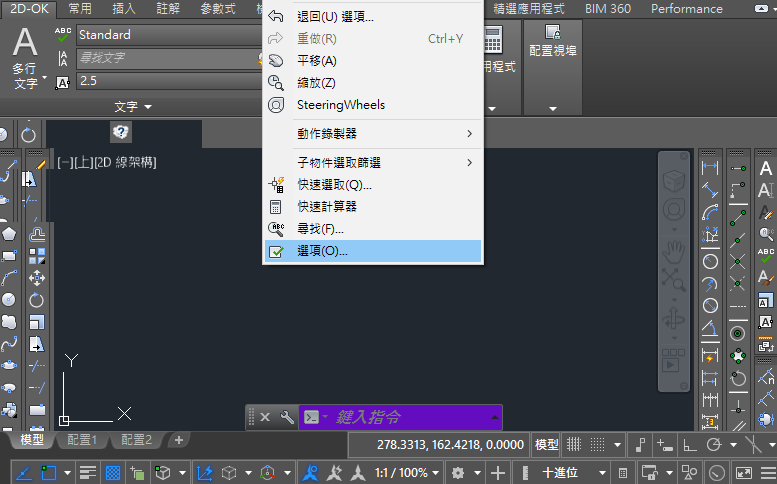 2D-OK 常用 插入 註解 參數式 精選應用程式 BIM 360 Performance
退回(U) 選項...
重做(R) Ctrl+Y
平移(A)
縮放(Z)
SteeringWheels
動作錄製器
子物件選取篩選
快速選取(Q)...
快速計算器
尋找(F)...
選項(O)...
A
多行
文字
ABC
Standard
尋找文字
2.5
文字
用程式
配置視埠
[−][上][2D 線架構]
Y
X
鍵入指令
模型 配置1 配置2 +
278.3313, 162.4218, 0.0000 模型
1:1 / 100% 十進位